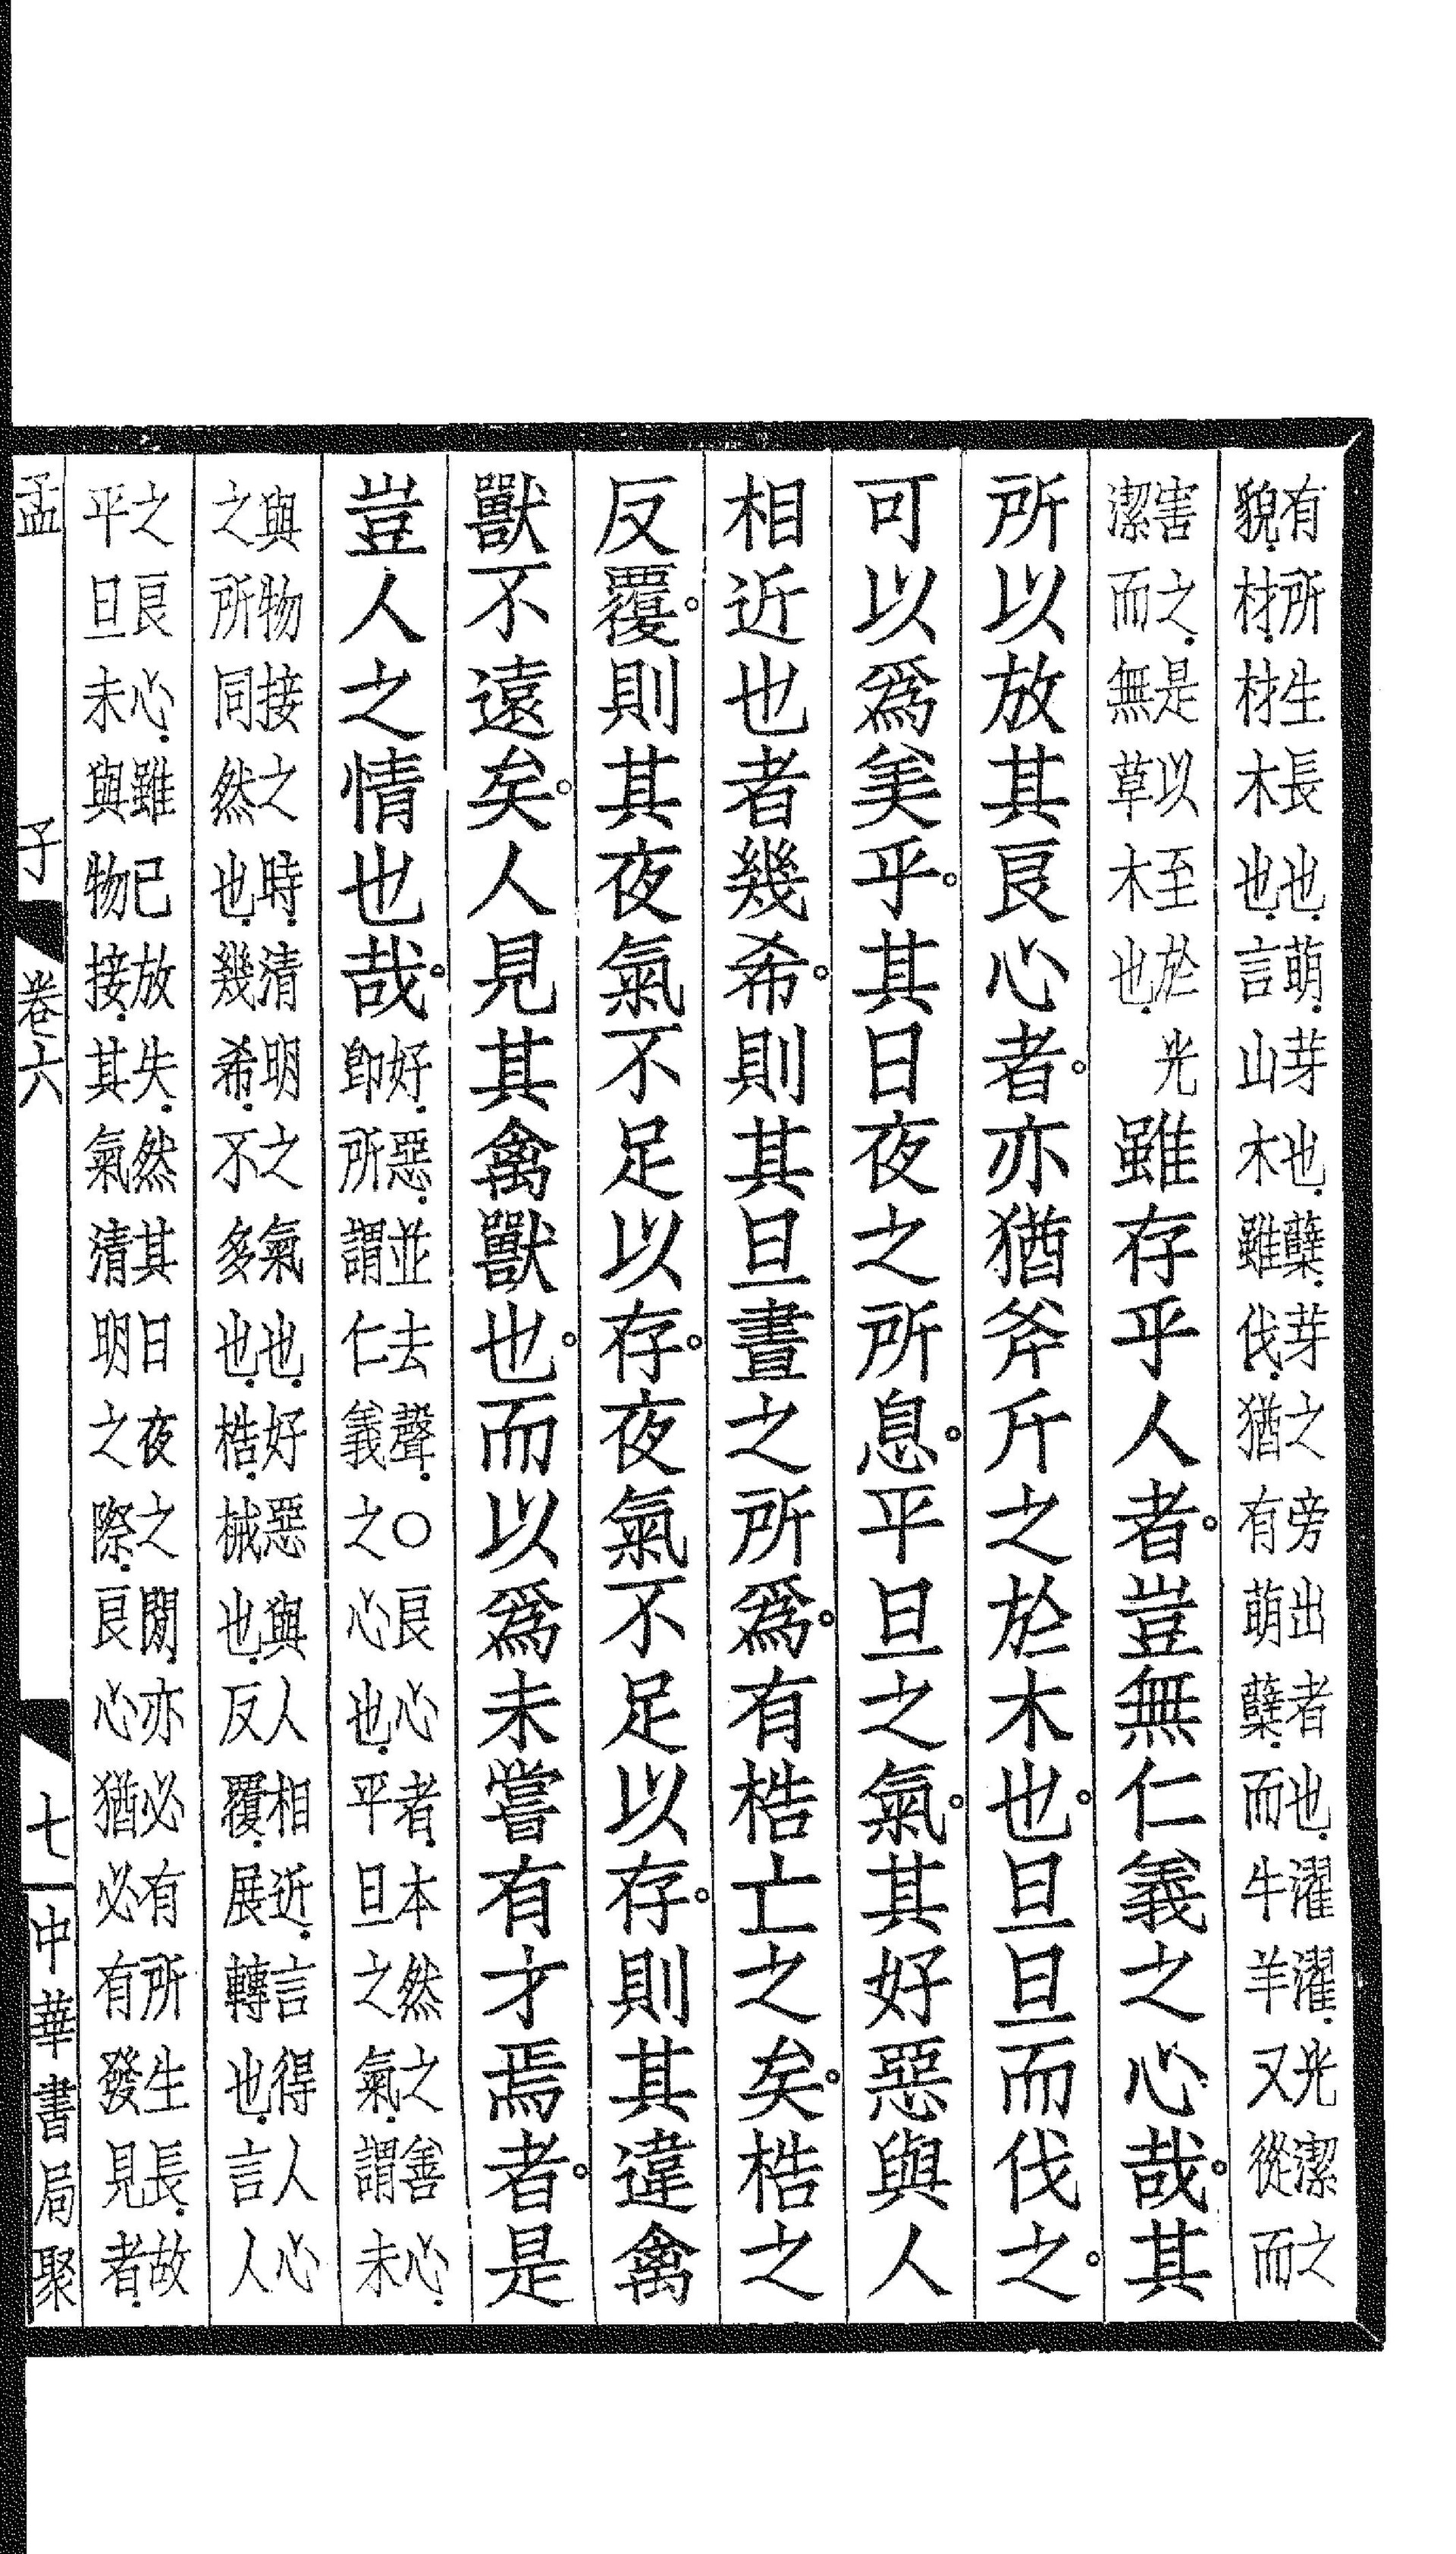 有所生長也。萌。芽也。蘖。芽之旁出者也。濯濯。光潔之
貌。材。材木也。言山木雖伐。猶有萌蘖。而牛羊又從而
害之。是以至於光
潔而無草木也。
雖存乎人者。豈無仁義之心哉。其
所以放其良心者。亦猶斧斤之於木也。旦旦而伐之。
可以爲美乎。其日夜之所息。平旦之氣。其好惡與人
相近也者幾希。則其旦晝之所爲。有梏亡之矣。梏之
反覆。則其夜氣不足以存。夜氣不足以存。則其違禽
獸不遠矣。人見其禽獸也。而以爲未嘗有才焉者。是
豈人之情也哉。
好。惡。並去聲。○良心者。本然之善心。
即所謂仁義之心也。平旦之氣。謂未
與物接之時。清明之氣也。好惡與人相近。言得人心
之所同然也。幾希。不多也。梏。械也。反覆。展轉也。言人
之良心。雖已放失。然其日夜之閒。亦必有所生長。故
平旦未與物接。其氣清明之際。良心猶必有發見者。
孟子 卷六 七 中華書局聚